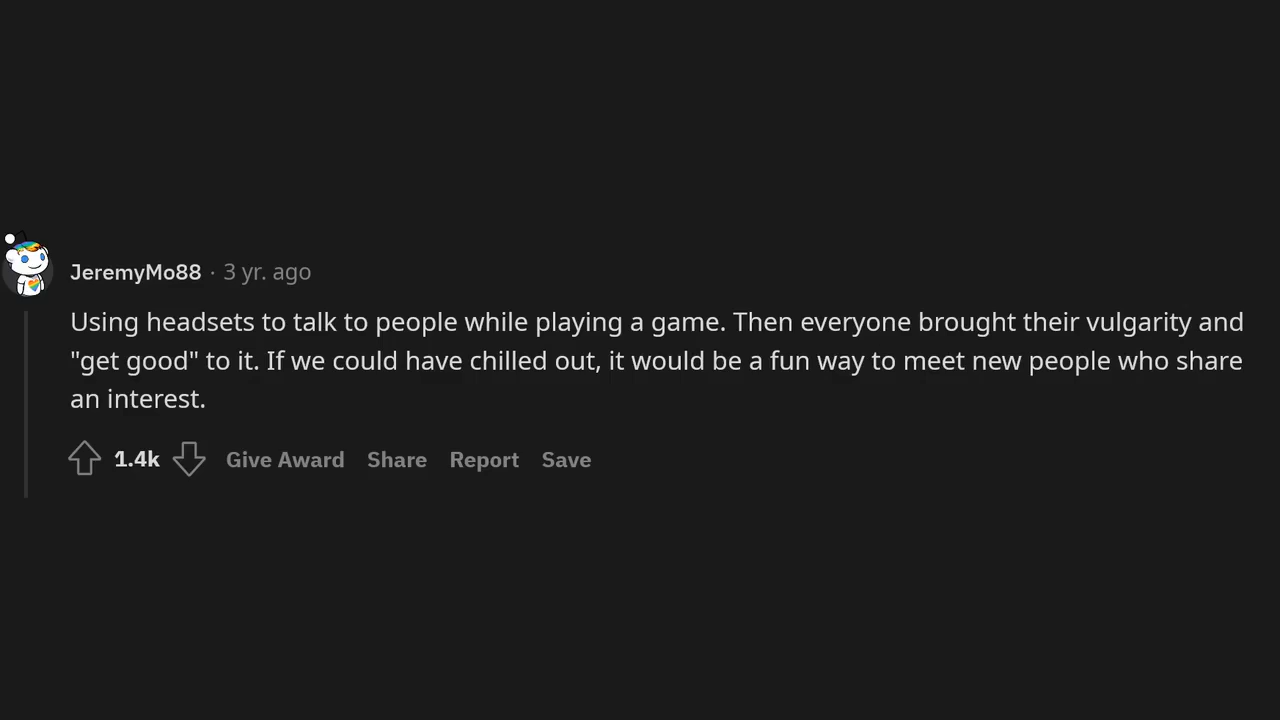 JeremyMo88 · 3 yr. ago
Using headsets to talk to people while playing a game. Then everyone brought their vulgarity and
"get good" to it. If we could have chilled out, it would be a fun way to meet new people who share
an interest.
1.4k Give Award Share Report Save